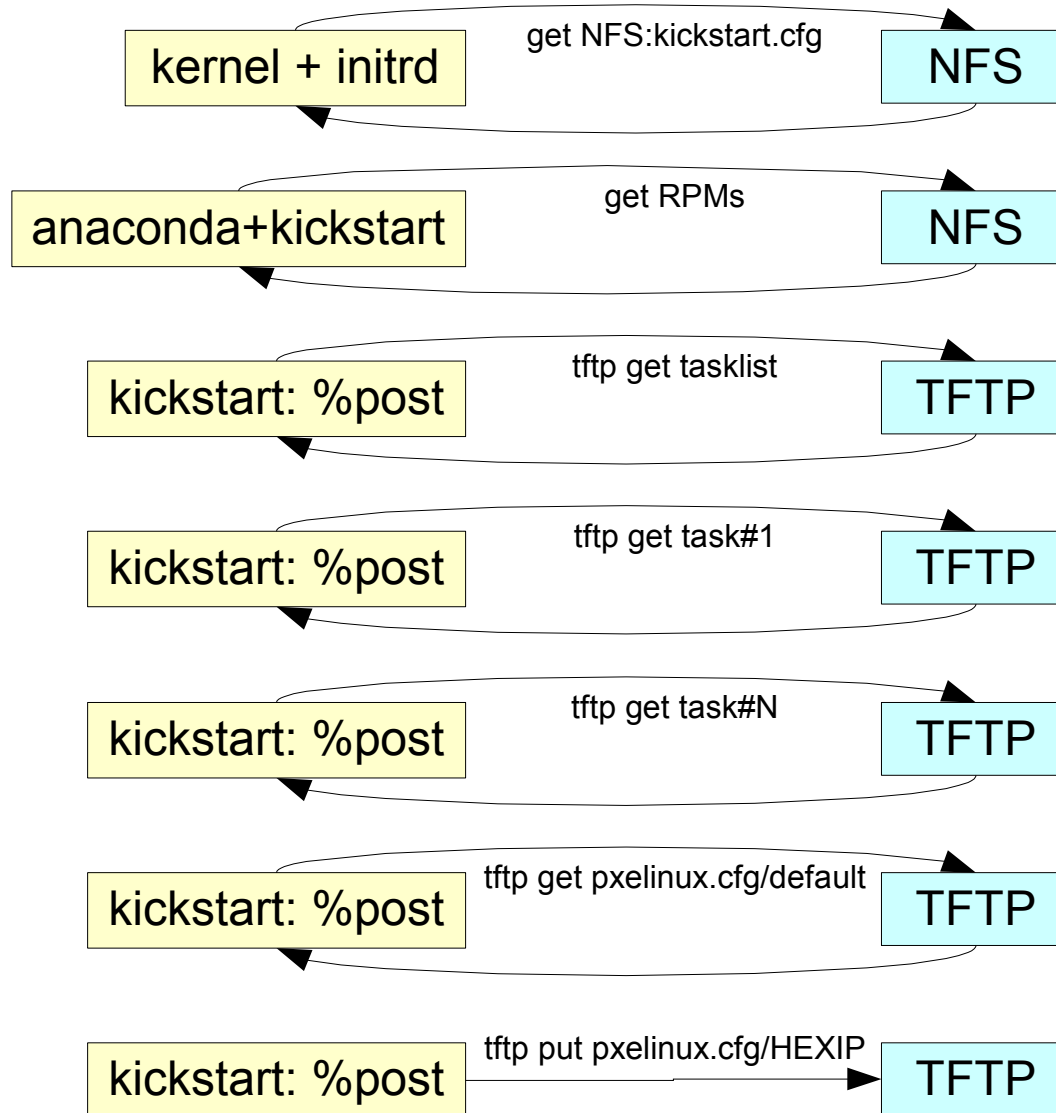 get NFS:kickstart.cfg
kernel + initrd
NFS
get RPMs
anaconda+kickstart
NFS
tftp get tasklist
kickstart: %post
TFTP
tftp get task#1
kickstart: %post
TFTP
tftp get task#N
kickstart: %post
TFTP
tftp get pxelinux.cfg/default
kickstart: %post
TFTP
tftp put pxelinux.cfg/HEXIP
kickstart: %post
TFTP